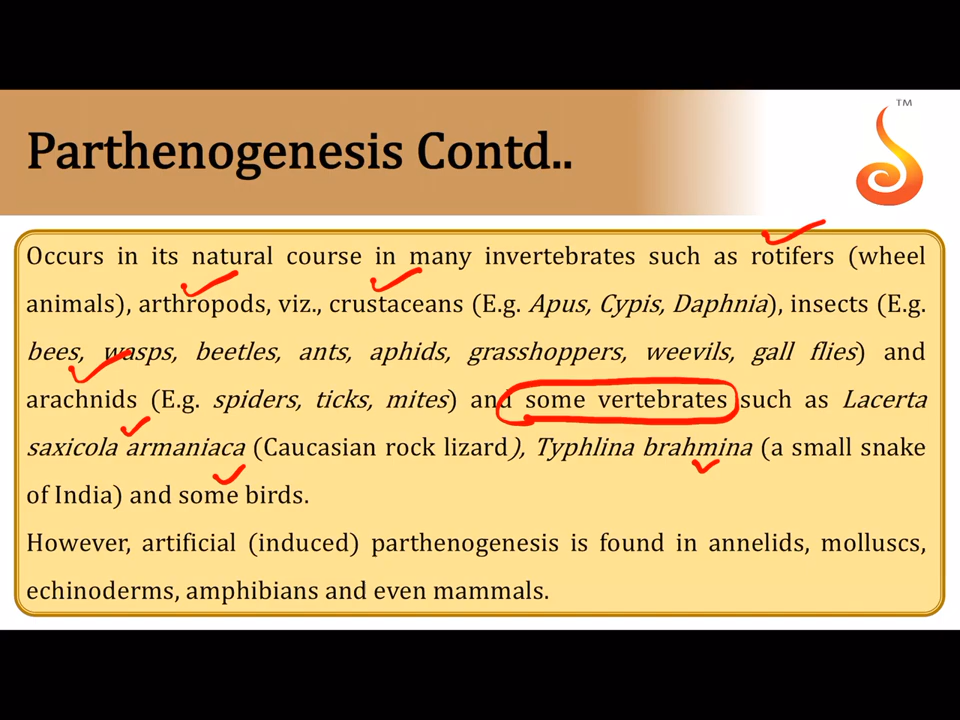 TM
Parthenogenesis Contd..
Occurs in its natural course in many invertebrates such as rotifers (wheel
animals), arthropods, viz., crustaceans (E.g. Apus, Cypis, Daphnia), insects (E.g.
bees, wasps, beetles, ants, aphids, grasshoppers, weevils, gall flies) and
arachnids (E.g. spiders, ticks, mites) and some vertebrates such as Lacerta
saxicola armaniaca (Caucasian rock lizard), Typhlina brahmina (a small snake
of India) and some birds.
However, artificial (induced) parthenogenesis is found in annelids, molluscs,
echinoderms, amphibians and even mammals.